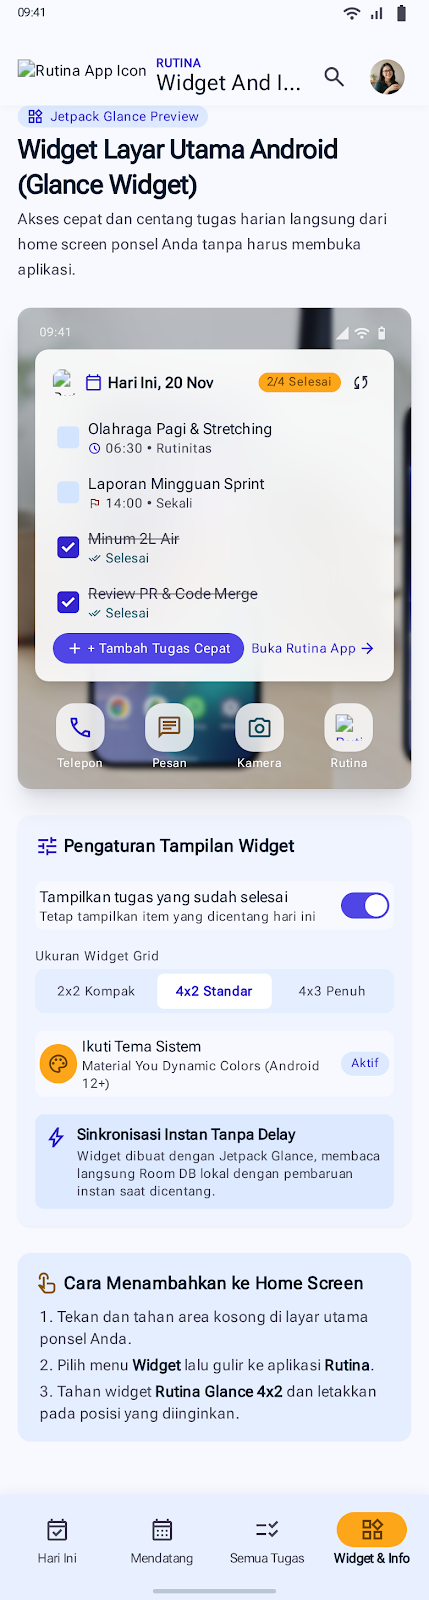 09:41
Rutina App Icon
RUTINA
Widget And I...
Jetpack Glance Preview
Widget Layar Utama Android
(Glance Widget)
Akses cepat dan centang tugas harian langsung dari
home screen ponsel Anda tanpa harus membuka
aplikasi.
09:41
Hari Ini, 20 Nov
2/4 Selesai
Olahraga Pagi & Stretching
06:30 • Rutinitas
Laporan Mingguan Sprint
14:00 • Sekali
Minum 2L Air
Selesai
Review PR & Code Merge
Selesai
+ Tambah Tugas Cepat
Buka Rutina App
Telepon
Pesan
Kamera
Rutina
Pengaturan Tampilan Widget
Tampilkan tugas yang sudah selesai
Tetap tampilkan item yang dicentang hari ini
Ukuran Widget Grid
2x2 Kompak
4x2 Standar
4x3 Penuh
Ikuti Tema Sistem
Material You Dynamic Colors (Android
12+)
Aktif
Sinkronisasi Instan Tanpa Delay
Widget dibuat dengan Jetpack Glance, membaca
langsung Room DB lokal dengan pembaruan
instan saat dicentang.
Cara Menambahkan ke Home Screen
1. Tekan dan tahan area kosong di layar utama
ponsel Anda.
2. Pilih menu Widget lalu gulir ke aplikasi Rutina.
3. Tahan widget Rutina Glance 4x2 dan letakkan
pada posisi yang diinginkan.
Hari Ini
Mendatang
Semua Tugas
Widget & Info